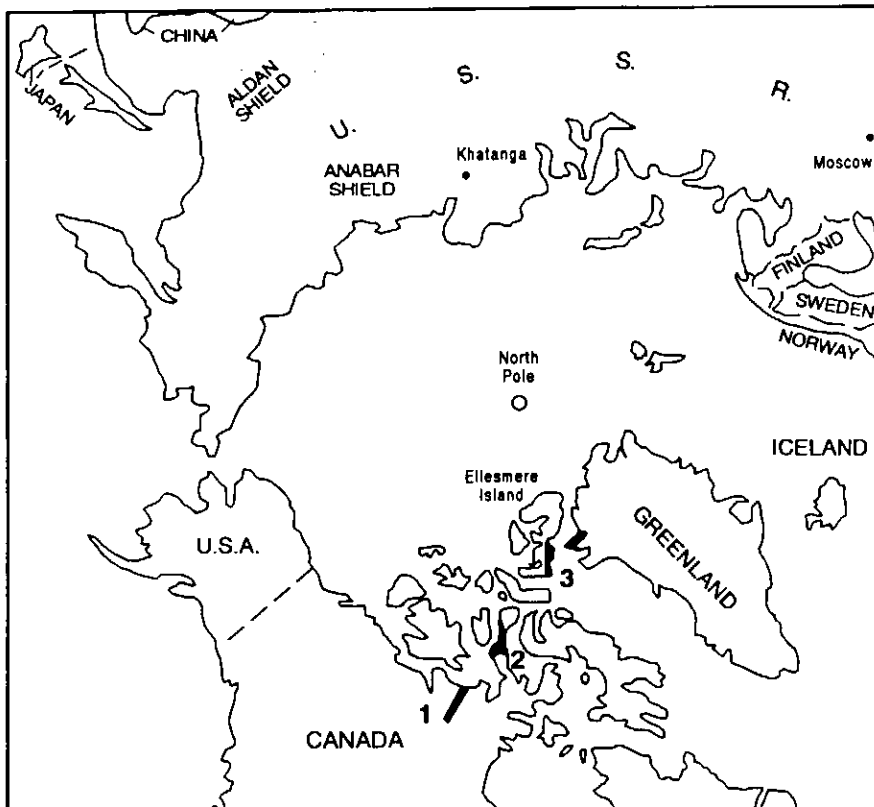 CHINA
JAPAN
ALDAN
SHIELD
U. S. S. R.
ANABAR
SHIELD
Khatanga
Moscow
FINLAND
SWEDEN
NORWAY
North
Pole
ICELAND
Ellesmere
Island
GREENLAND
U.S.A.
3
2
1
CANADA